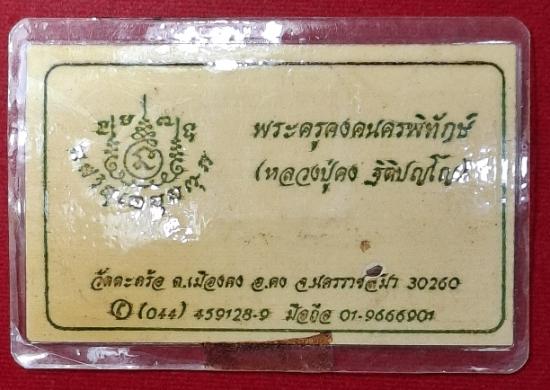 พระครูคงคนครพิทักษ์
(หลวงปู่คง ฐิติปญฺโญ)
วัดตะคร้อ ต.เมืองคง อ.คง จ.นครราชสีมา 30260
(044) 459128-9 มือถือ 01-9666901